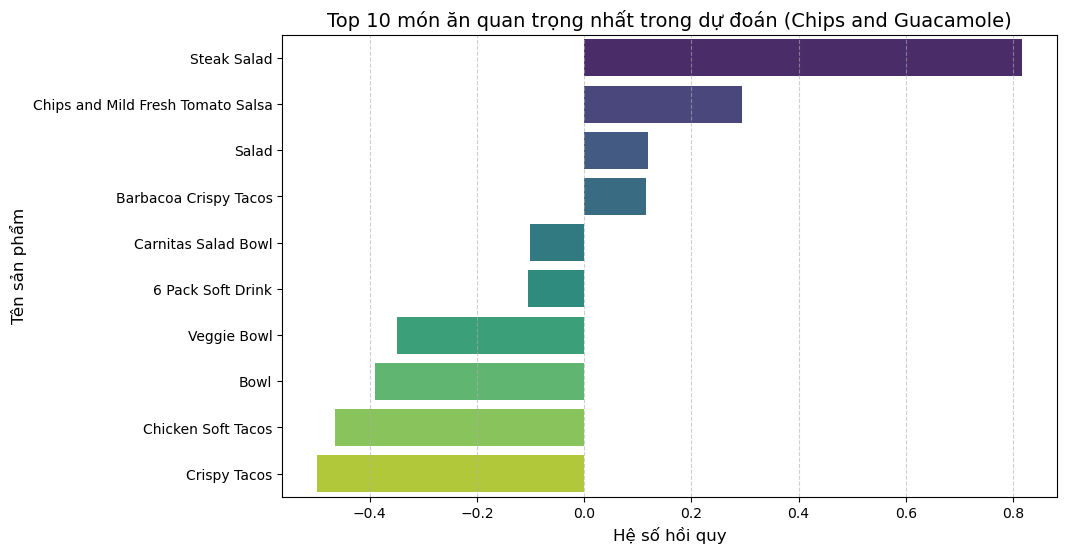 Top 10 món ăn quan trọng nhất trong dự đoán (Chips and Guacamole)
Tên sản phẩm
Steak Salad
Chips and Mild Fresh Tomato Salsa
Salad
Barbacoa Crispy Tacos
Carnitas Salad Bowl
6 Pack Soft Drink
Veggie Bowl
Bowl
Chicken Soft Tacos
Crispy Tacos
−0.4 −0.2 0.0 0.2 0.4 0.6 0.8
Hệ số hồi quy